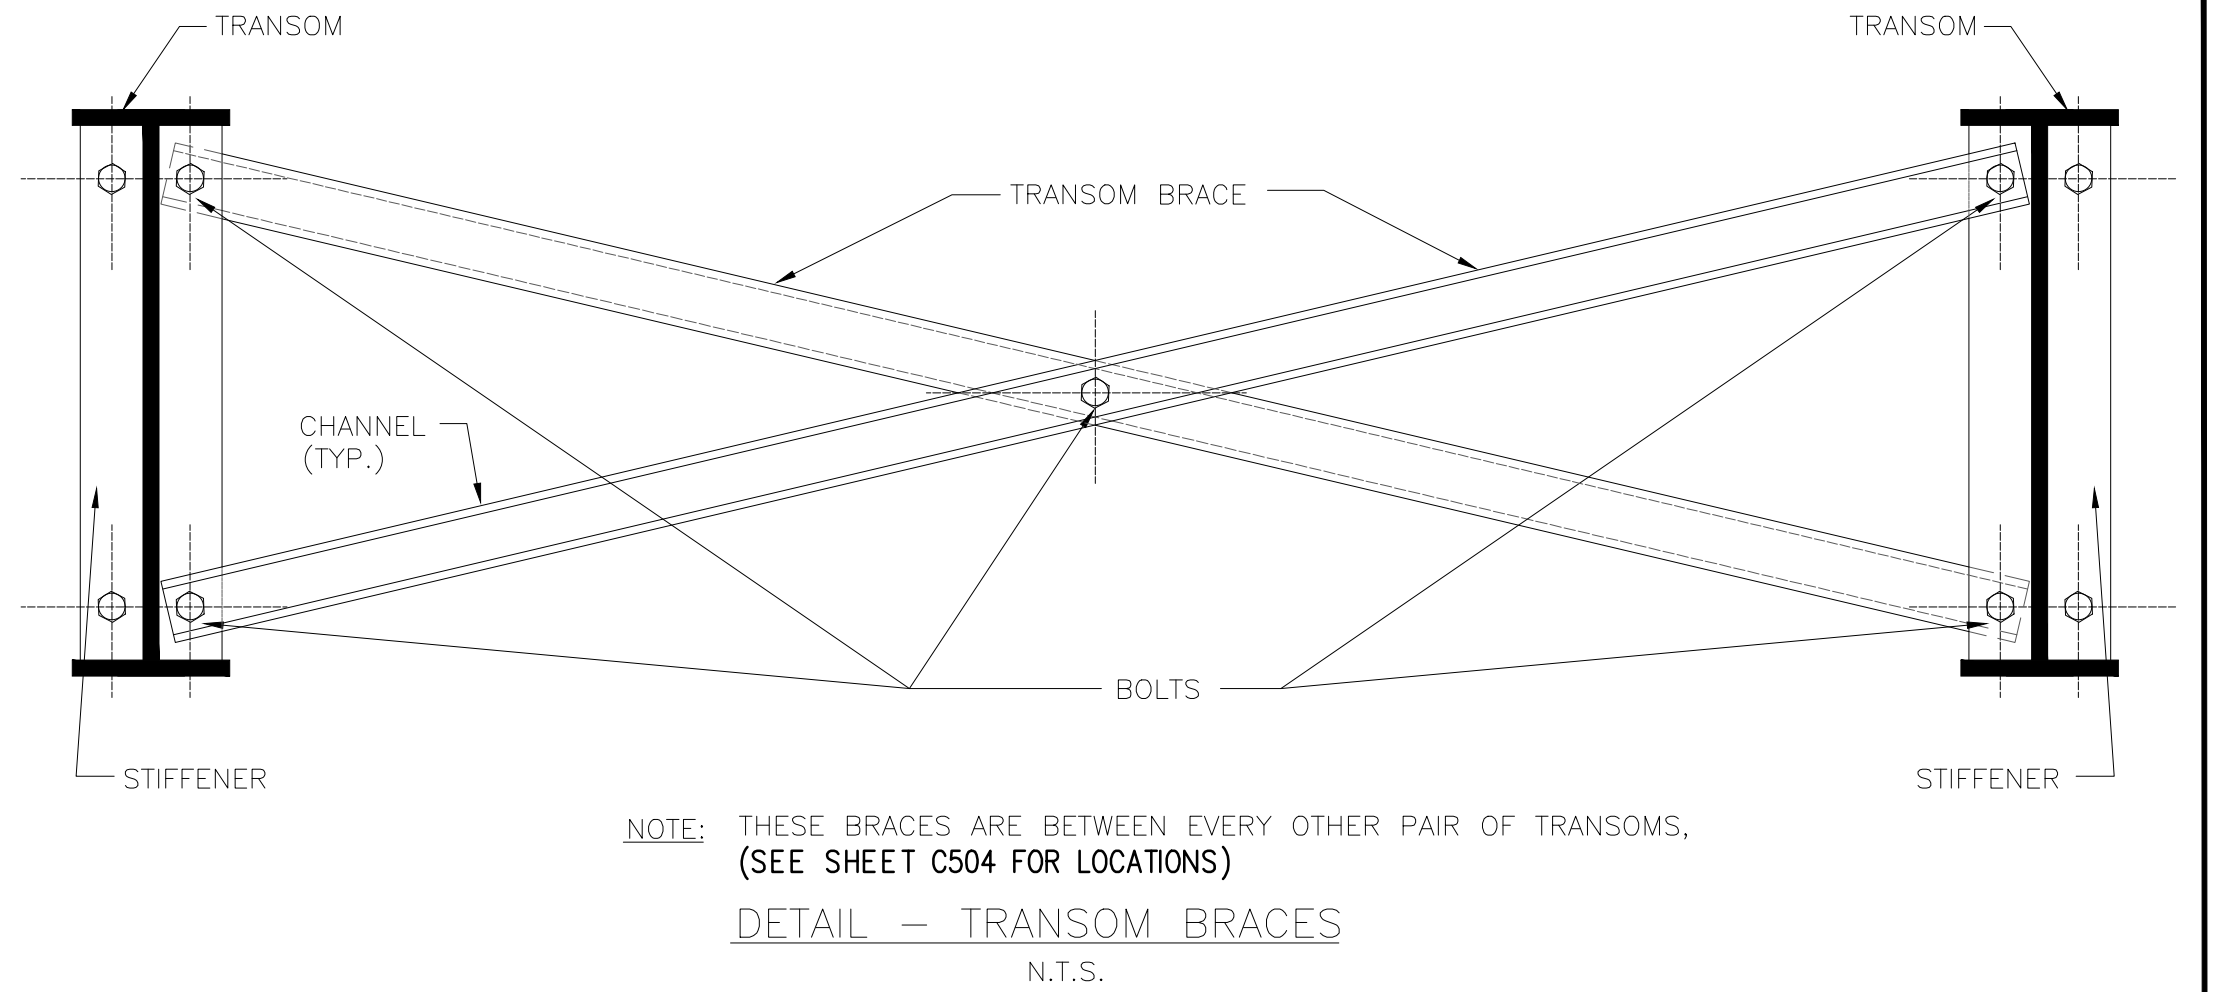 TRANSOM
TRANSOM
TRANSOM BRACE
CHANNEL
(TYP.)
BOLTS
STIFFENER
STIFFENER
NOTE: THESE BRACES ARE BETWEEN EVERY OTHER PAIR OF TRANSOMS,
(SEE SHEET C504 FOR LOCATIONS)
DETAIL - TRANSOM BRACES
N.T.S.